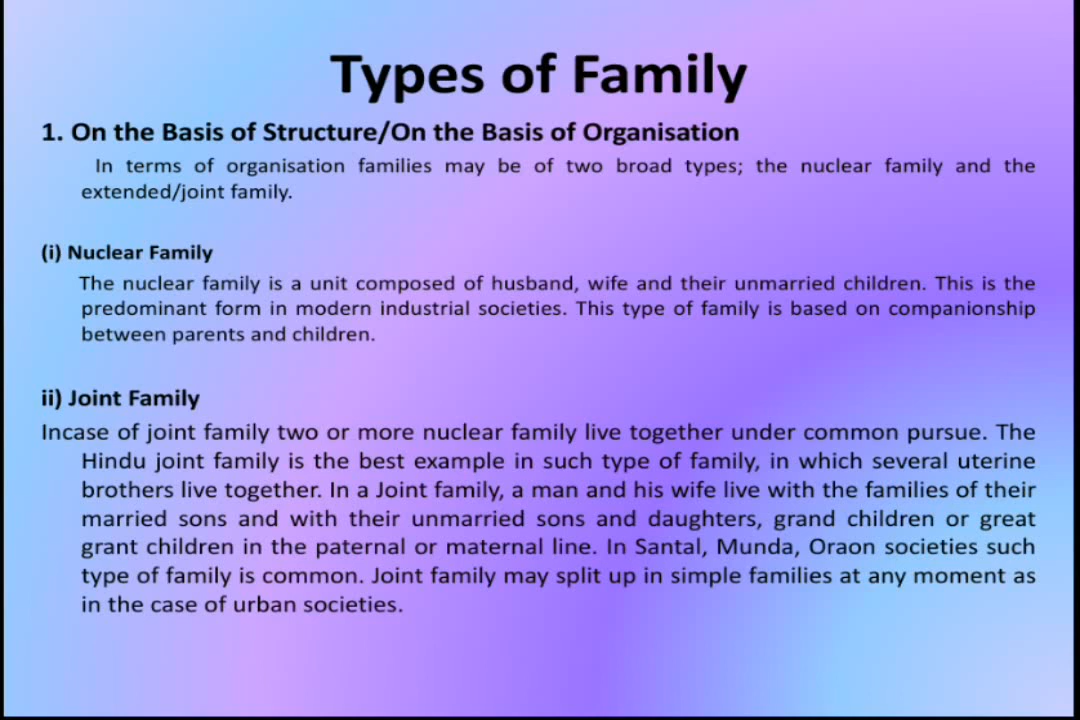 Types of Family
1. On the Basis of Structure/On the Basis of Organisation
In terms of organisation families may be of two broad types; the nuclear family and the
extended/joint family.
(i) Nuclear Family
The nuclear family is a unit composed of husband, wife and their unmarried children. This is the
predominant form in modern industrial societies. This type of family is based on companionship
between parents and children.
ii) Joint Family
Incase of joint family two or more nuclear family live together under common pursue. The
Hindu joint family is the best example in such type of family, in which several uterine
brothers live together. In a Joint family, a man and his wife live with the families of their
married sons and with their unmarried sons and daughters, grand children or great
grant children in the paternal or maternal line. In Santal, Munda, Oraon societies such
type of family is common. Joint family may split up in simple families at any moment as
in the case of urban societies.